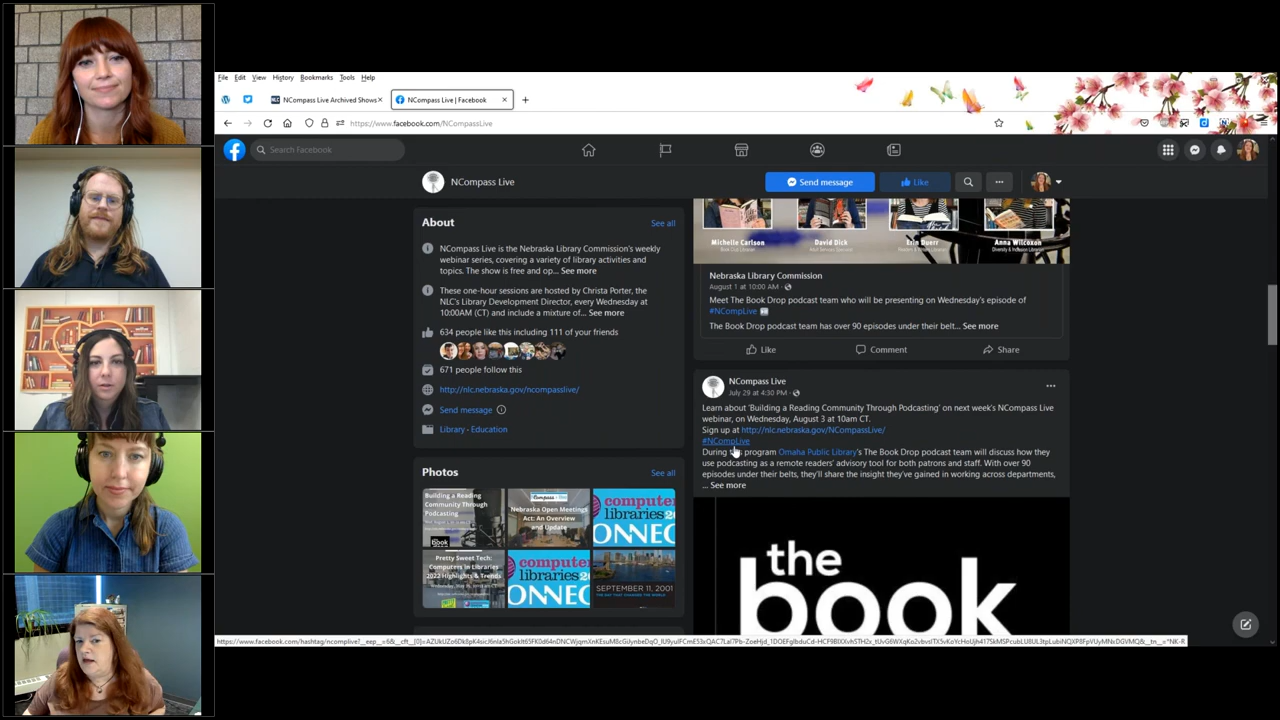 File Edit View History Bookmarks Tools Help
NCompass Live Archived Shows
NCompass Live | Facebook
https://www.facebook.com/NCompassLive
Search Facebook
NCompass Live
Send message
Like
About
See all
NCompass Live is the Nebraska Library Commission's weekly
webinar series, covering a variety of library activities and
topics. The show is free and op... See more
These one-hour sessions are hosted by Christa Porter, the
NLC's Library Development Director, every Wednesday at
10:00AM (CT) and include a mixture of... See more
634 people like this including 111 of your friends
671 people follow this
http://nlc.nebraska.gov/ncompasslive/
Send message
Library · Education
Photos
See all
Building a Reading
Community Through
Podcasting
book
Compass Live
Nebraska Open Meetings
Act: An Overview
and Update
computer
libraries 20
ONNEC
Pretty Sweet Tech:
Computers in Libraries
2022 Highlights & Trends
computer
libraries 20
ONNEC
SEPTEMBER 11, 2001
Michelle Carlson
David Dick
Erin Duerr
Anna Wilcoxon
Nebraska Library Commission
August 1 at 10:00 AM ·
Meet The Book Drop podcast team who will be presenting on Wednesday's episode of
#NCompLive
The Book Drop podcast team has over 90 episodes under their belt... See more
Like
Comment
Share
NCompass Live
July 29 at 4:30 PM ·
Learn about 'Building a Reading Community Through Podcasting' on next week's NCompass Live
webinar, on Wednesday, August 3 at 10am CT.
Sign up at http://nlc.nebraska.gov/NCompassLive/
#NCompLive
During this program Omaha Public Library's The Book Drop podcast team will discuss how they
use podcasting as a remote readers' advisory tool for both patrons and staff. With over 90
episodes under their belts, they'll share the insight they've gained in working across departments,
... See more
the
book